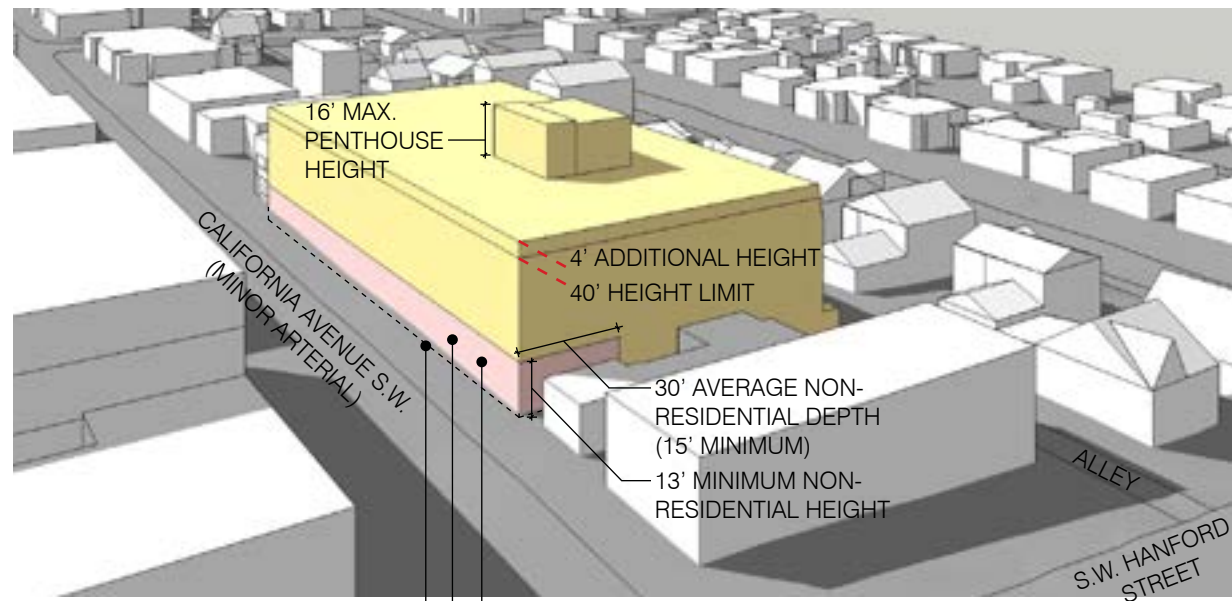 16' MAX.
PENTHOUSE
HEIGHT
CALIFORNIA AVENUE S.W.
(MINOR ARTERIAL)
4' ADDITIONAL HEIGHT
40' HEIGHT LIMIT
30' AVERAGE NON-
RESIDENTIAL DEPTH
(15' MINIMUM)
13' MINIMUM NON-
RESIDENTIAL HEIGHT
ALLEY
S.W. HANFORD
STREET